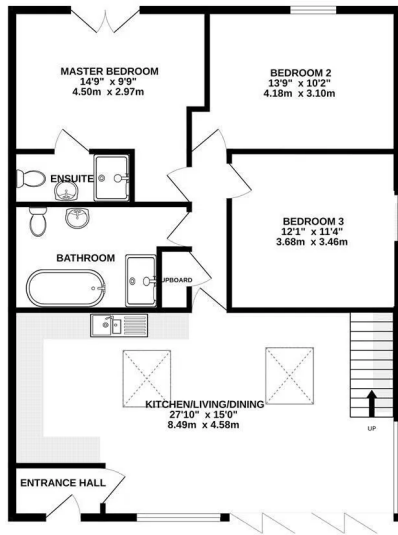 MASTER BEDROOM
14'9" x 9'9"
4.50m x 2.97m
BEDROOM 2
13'9" x 10'2"
4.18m x 3.10m
ENSUITE
BEDROOM 3
12'1" x 11'4"
3.68m x 3.46m
BATHROOM
UPBOARD
KITCHEN/LIVING/DINING
27'10" x 15'0"
8.49m x 4.58m
UP
ENTRANCE HALL